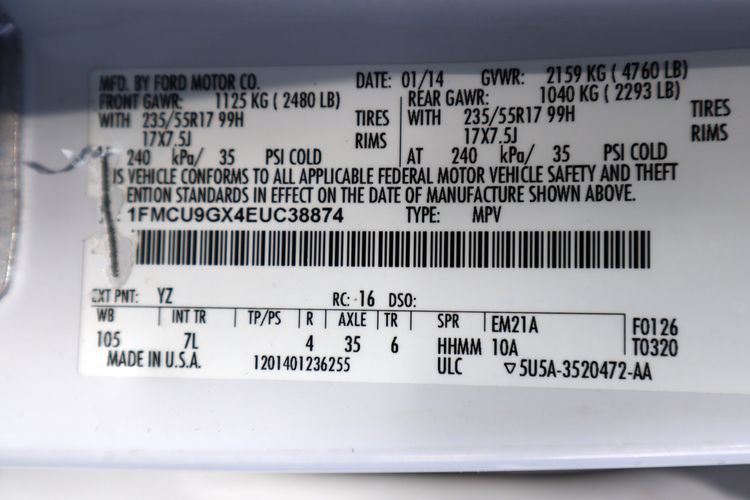 MFD. BY FORD MOTOR CO. DATE: 01/14 GVWR: 2159 KG ( 4760 LB)
FRONT GAWR: 1125 KG ( 2480 LB) REAR GAWR: 1040 KG ( 2293 LB)
WITH 235/55R17 99H TIRES WITH 235/55R17 99H TIRES
17X7.5J RIMS 17X7.5J RIMS
AT 240 kPa/ 35 PSI COLD AT 240 kPa/ 35 PSI COLD
IS VEHICLE CONFORMS TO ALL APPLICABLE FEDERAL MOTOR VEHICLE SAFETY AND THEFT
ENTION STANDARDS IN EFFECT ON THE DATE OF MANUFACTURE SHOWN ABOVE.
1FMCU9GX4EUC38874 TYPE: MPV
EXT PNT: YZ RC: 16 DSO:
WB INT TR TP/PS R AXLE TR SPR EM21A F0126
105 7L 4 35 6 HHMM 10A T0320
MADE IN U.S.A. 1201401236255 ULC ▽5U5A-3520472-AA